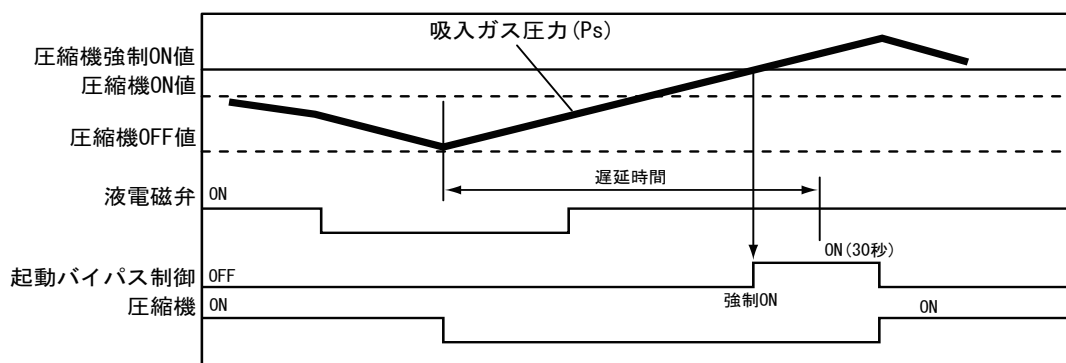 吸入ガス圧力(Ps)
圧縮機強制ON値
圧縮機ON値
圧縮機OFF値
遅延時間
液電磁弁 ON
ON(30秒)
起動バイパス制御 OFF
強制ON
圧縮機 ON
ON